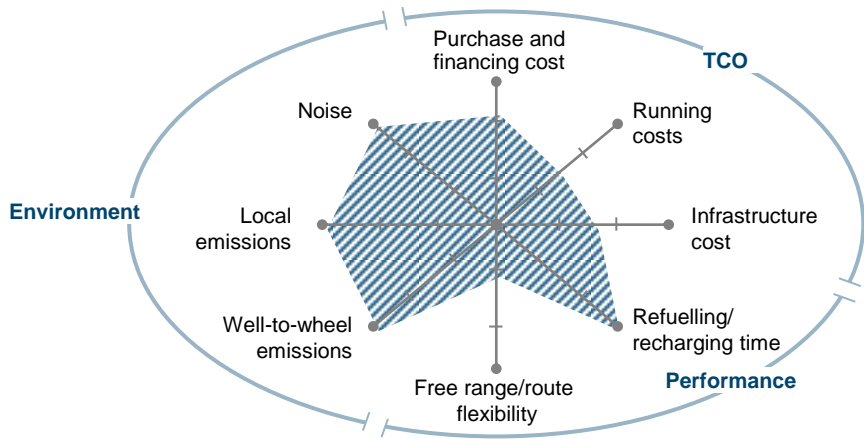 Purchase and
financing cost
TCO
Noise
Running
costs
Environment
Local
emissions
Infrastructure
cost
Well-to-wheel
emissions
Refuelling/
recharging time
Free range/route
flexibility
Performance